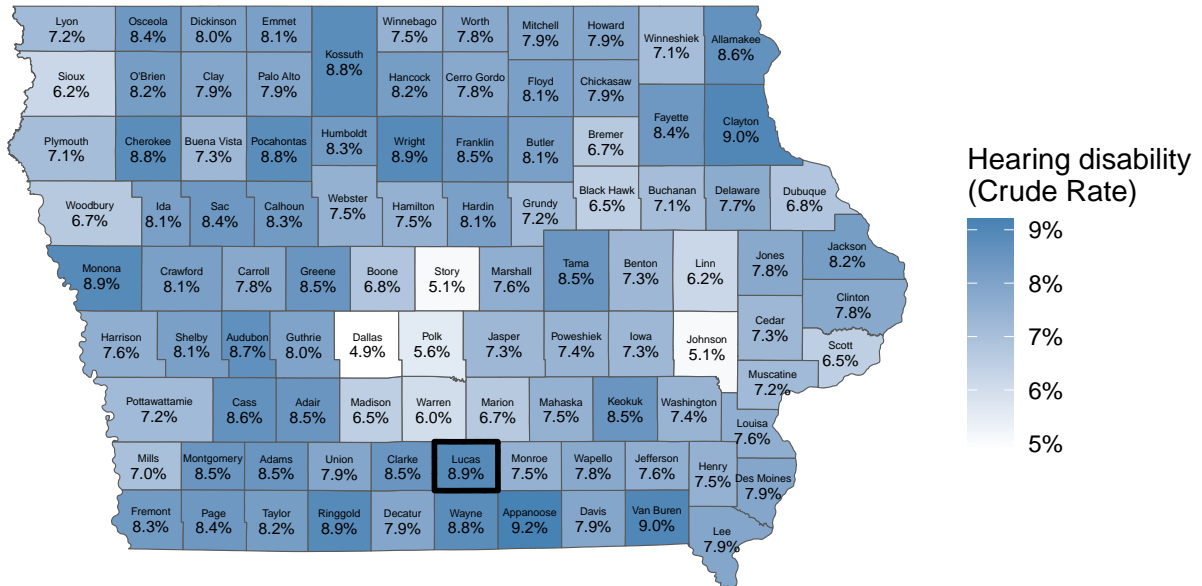 Lyon
7.2%
Osceola
8.4%
Dickinson
8.0%
Emmet
8.1%
Kossuth
8.8%
Winnebago
7.5%
Worth
7.8%
Mitchell
7.9%
Howard
7.9%
Winneshiek
7.1%
Allamakee
8.6%
Sioux
6.2%
O'Brien
8.2%
Clay
7.9%
Palo Alto
7.9%
Hancock
8.2%
Cerro Gordo
7.8%
Floyd
8.1%
Chickasaw
7.9%
Fayette
8.4%
Clayton
9.0%
Plymouth
7.1%
Cherokee
8.8%
Buena Vista
7.3%
Pocahontas
8.8%
Humboldt
8.3%
Wright
8.9%
Franklin
8.5%
Butler
8.1%
Bremer
6.7%
Woodbury
6.7%
Ida
8.1%
Sac
8.4%
Calhoun
8.3%
Webster
7.5%
Hamilton
7.5%
Hardin
8.1%
Grundy
7.2%
Black Hawk
6.5%
Buchanan
7.1%
Delaware
7.7%
Dubuque
6.8%
Monona
8.9%
Crawford
8.1%
Carroll
7.8%
Greene
8.5%
Boone
6.8%
Story
5.1%
Marshall
7.6%
Tama
8.5%
Benton
7.3%
Linn
6.2%
Jones
7.8%
Jackson
8.2%
Clinton
7.8%
Harrison
7.6%
Shelby
8.1%
Audubon
8.7%
Guthrie
8.0%
Dallas
4.9%
Polk
5.6%
Jasper
7.3%
Poweshiek
7.4%
Iowa
7.3%
Johnson
5.1%
Cedar
7.3%
Scott
6.5%
Muscatine
7.2%
Pottawattamie
7.2%
Cass
8.6%
Adair
8.5%
Madison
6.5%
Warren
6.0%
Marion
6.7%
Mahaska
7.5%
Keokuk
8.5%
Washington
7.4%
Louisa
7.6%
Mills
7.0%
Montgomery
8.5%
Adams
8.5%
Union
7.9%
Clarke
8.5%
Lucas
8.9%
Monroe
7.5%
Wapello
7.8%
Jefferson
7.6%
Henry
7.5%
Des Moines
7.9%
Fremont
8.3%
Page
8.4%
Taylor
8.2%
Ringgold
8.9%
Decatur
7.9%
Wayne
8.8%
Appanoose
9.2%
Davis
7.9%
Van Buren
9.0%
Lee
7.9%
Hearing disability
(Crude Rate)
9%
8%
7%
6%
5%